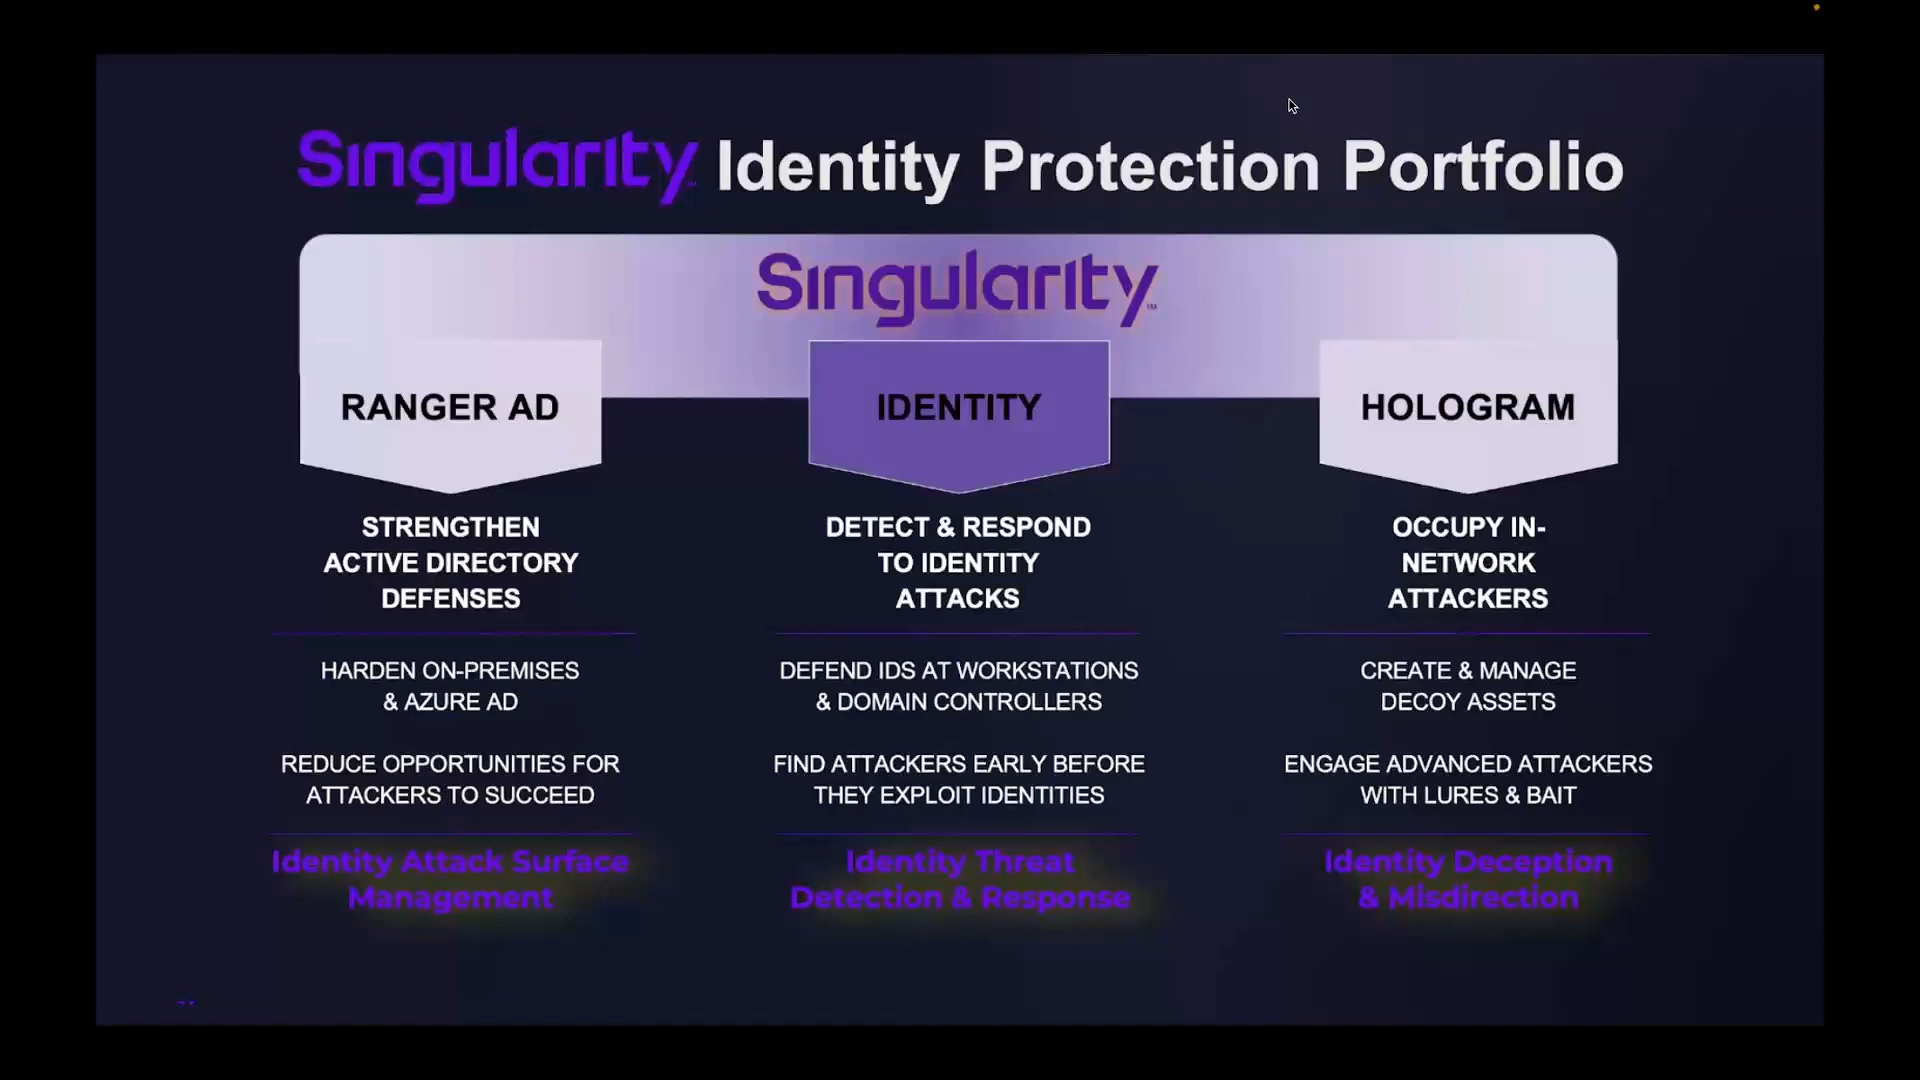 Singularity Identity Protection Portfolio
Singularity™
RANGER AD
IDENTITY
HOLOGRAM
STRENGTHEN
ACTIVE DIRECTORY
DEFENSES
DETECT & RESPOND
TO IDENTITY
ATTACKS
OCCUPY IN-
NETWORK
ATTACKERS
HARDEN ON-PREMISES
& AZURE AD
DEFEND IDS AT WORKSTATIONS
& DOMAIN CONTROLLERS
CREATE & MANAGE
DECOY ASSETS
REDUCE OPPORTUNITIES FOR
ATTACKERS TO SUCCEED
FIND ATTACKERS EARLY BEFORE
THEY EXPLOIT IDENTITIES
ENGAGE ADVANCED ATTACKERS
WITH LURES & BAIT
Identity Attack Surface
Management
Identity Threat
Detection & Response
Identity Deception
& Misdirection